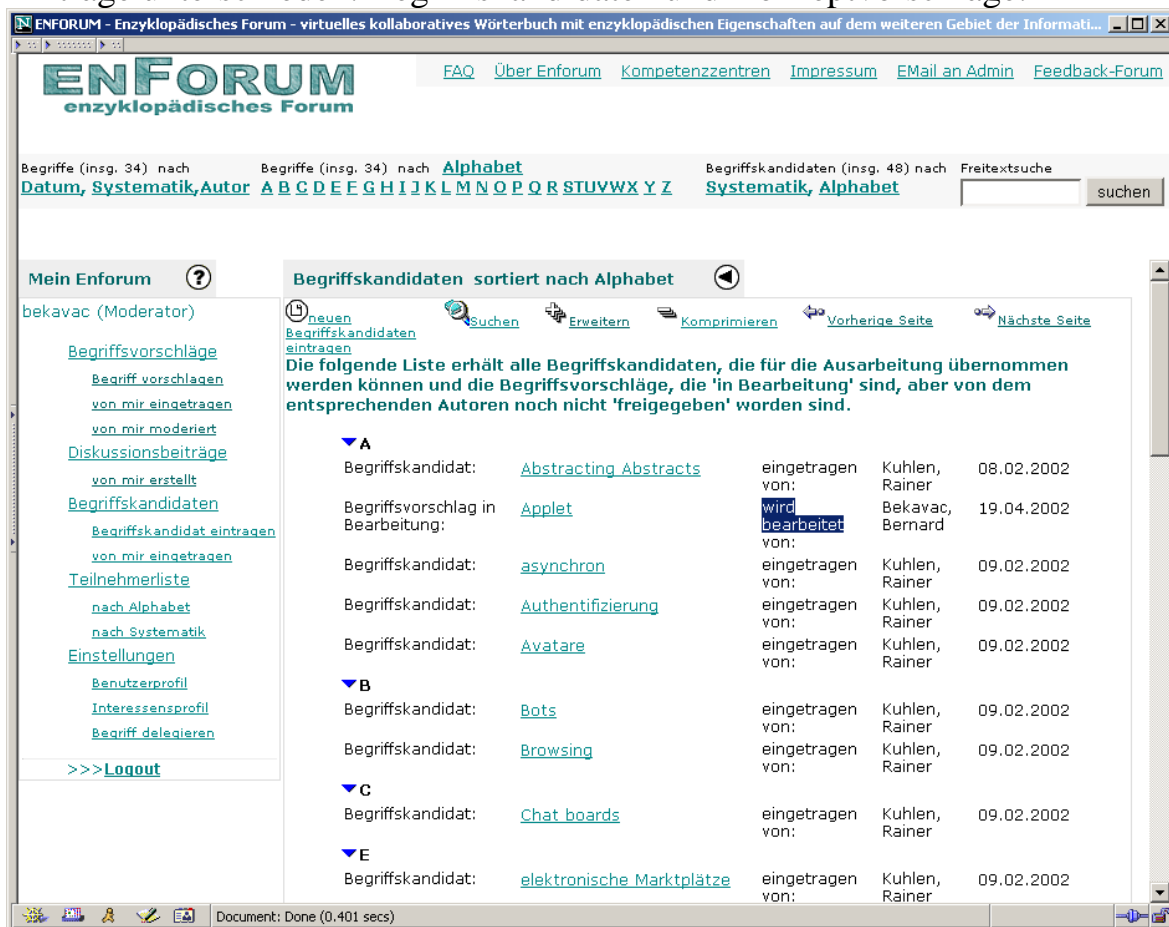 ENFORUM - Enzyklopädisches Forum - virtuelles kollaboratives Wörterbuch mit enzyklopädischen Eigenschaften auf dem weiteren Gebiet der Informati...
ENFORUM
enzyklopädisches Forum
FAQ Über Enforum Kompetenzzentren Impressum EMail an Admin Feedback-Forum
Begriffe (insg. 34) nach
Datum, Systematik, Autor
Begriffe (insg. 34) nach Alphabet
A B C D E F G H I J K L M N O P Q R STUVWX Y Z
Begriffskandidaten (insg. 48) nach
Systematik, Alphabet
Freitextsuche
suchen
Mein Enforum ?
bekavac (Moderator)
Begriffsvorschläge
Begriff vorschlagen
von mir eingetragen
von mir moderiert
Diskussionsbeiträge
von mir erstellt
Begriffskandidaten
Begriffskandidat eintragen
von mir eingetragen
Teilnehmerliste
nach Alphabet
nach Systematik
Einstellungen
Benutzerprofil
Interessensprofil
Begriff delegieren
>>>Logout
Begriffskandidaten sortiert nach Alphabet
neuen
Begriffskandidaten
eintragen
Suchen Erweitern Komprimieren Vorherige Seite Nächste Seite
Die folgende Liste erhält alle Begriffskandidaten, die für die Ausarbeitung übernommen
werden können und die Begriffsvorschläge, die 'in Bearbeitung' sind, aber von dem
entsprechenden Autoren noch nicht 'freigegeben' worden sind.
A
Begriffskandidat: Abstracting Abstracts eingetragen Kuhlen, 08.02.2002
von: Rainer
Begriffsvorschlag in Applet wird Bekavac, 19.04.2002
Bearbeitung: bearbeitet Bernard
von:
Begriffskandidat: asynchron eingetragen Kuhlen, 09.02.2002
von: Rainer
Begriffskandidat: Authentifizierung eingetragen Kuhlen, 09.02.2002
von: Rainer
Begriffskandidat: Avatare eingetragen Kuhlen, 09.02.2002
von: Rainer
B
Begriffskandidat: Bots eingetragen Kuhlen, 09.02.2002
von: Rainer
Begriffskandidat: Browsing eingetragen Kuhlen, 09.02.2002
von: Rainer
C
Begriffskandidat: Chat boards eingetragen Kuhlen, 09.02.2002
von: Rainer
E
Begriffskandidat: elektronische Marktplätze eingetragen Kuhlen, 09.02.2002
von: Rainer
Document: Done (0.401 secs)